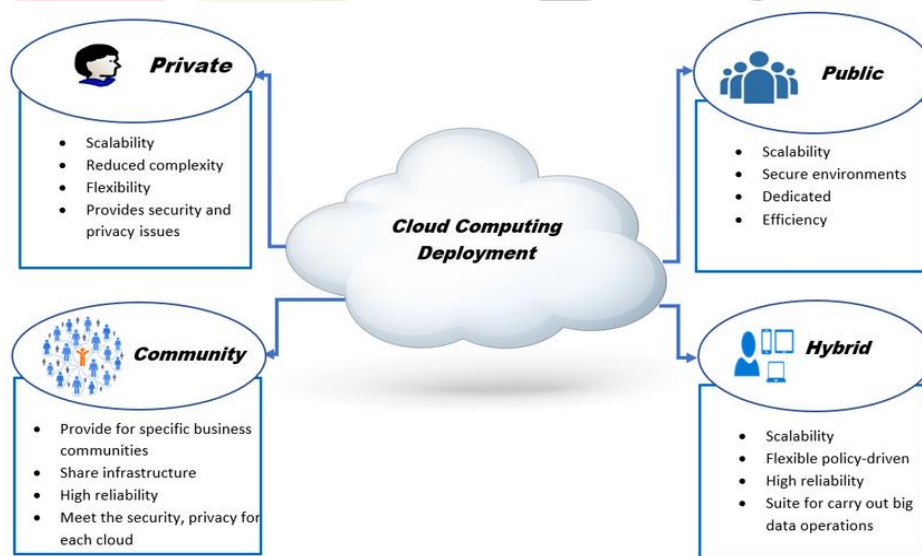 Private
Scalability
Reduced complexity
Flexibility
Provides security and
privacy issues
Public
Scalability
Secure environments
Dedicated
Efficiency
Cloud Computing
Deployment
Community
Provide for specific business
communities
Share infrastructure
High reliability
Meet the security, privacy for
each cloud
Hybrid
Scalability
Flexible policy-driven
High reliability
Suite for carry out big
data operations